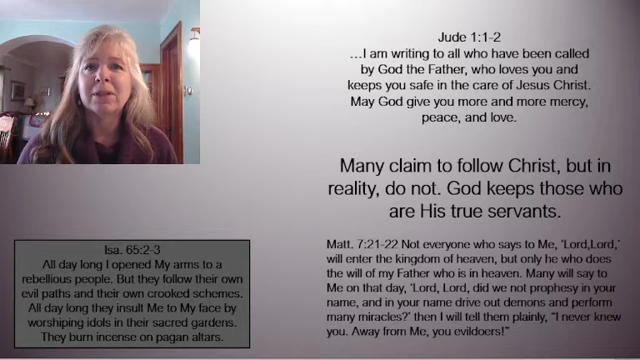 Jude 1:1-2
…I am writing to all who have been called
by God the Father, who loves you and
keeps you safe in the care of Jesus Christ.
May God give you more and more mercy,
peace, and love.
Many claim to follow Christ, but in
reality, do not. God keeps those who
are His true servants.
Isa. 65:2-3
All day long I opened My arms to a
rebellious people. But they follow their own
evil paths and their own crooked schemes.
All day long they insult Me to My face by
worshiping idols in their sacred gardens.
They burn incense on pagan altars.
Matt. 7:21-22 Not everyone who says to Me, 'Lord,Lord,'
will enter the kingdom of heaven, but only he who does
the will of my Father who is in heaven. Many will say to
Me on that day, 'Lord, Lord, did we not prophesy in your
name, and in your name drive out demons and perform
many miracles?' then I will tell them plainly, "I never knew
you. Away from Me, you evildoers!"